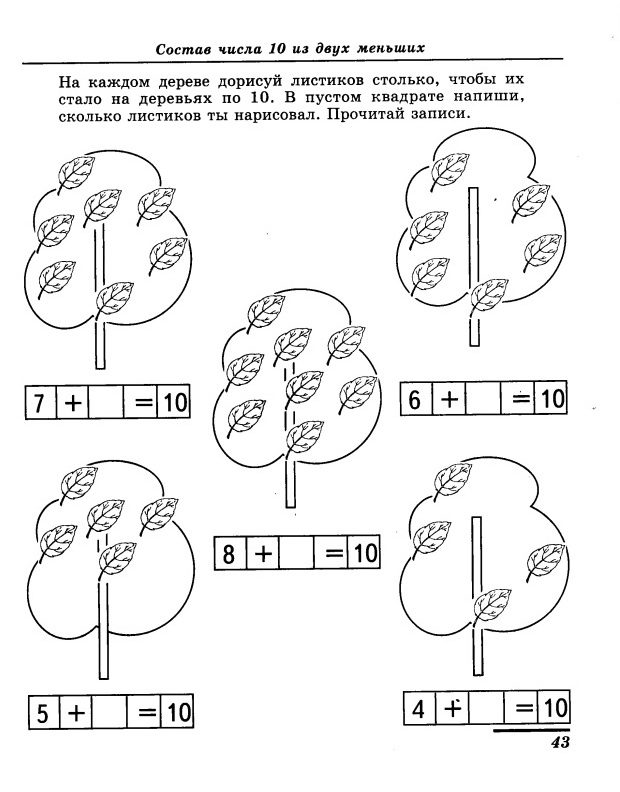 Состав числа 10 из двух меньших
На каждом дереве дорисуй листиков столько, чтобы их
стало на деревьях по 10. В пустом квадрате напиши,
сколько листиков ты нарисовал. Прочитай записи.
7 + = 10
6 + = 10
8 + = 10
5 + = 10
4 + = 10
43